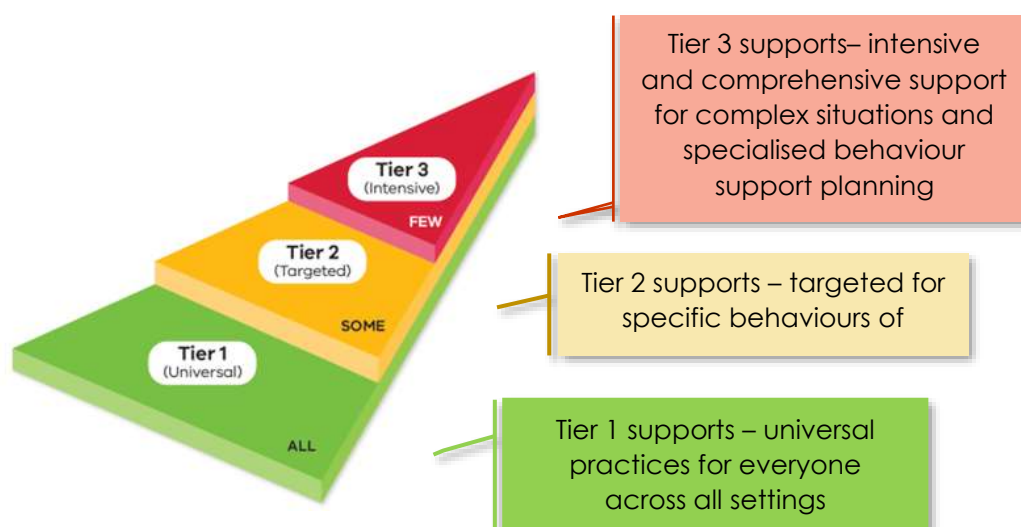 Tier 3 supports– intensive
and comprehensive support
for complex situations and
specialised behaviour
support planning
Tier 3
(Intensive)
FEW
Tier 2
(Targeted)
SOME
Tier 2 supports – targeted for
specific behaviours of
Tier 1
(Universal)
ALL
Tier 1 supports – universal
practices for everyone
across all settings